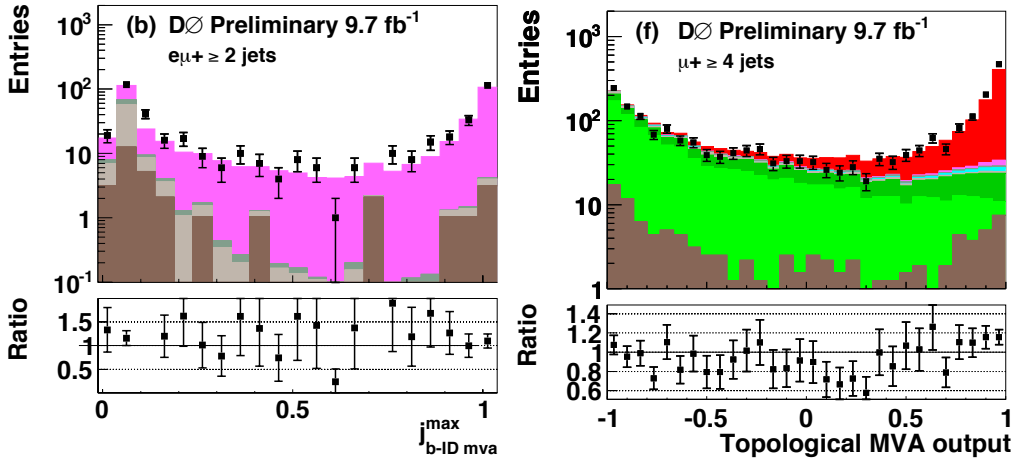 (b) DØ Preliminary 9.7 fb-1
eμ+ ≥ 2 jets
Entries
10³
10²
10
1
10-1
Ratio
1.5
1
0.5
0 0.5 1
j max b-ID mva
(f) DØ Preliminary 9.7 fb-1
μ+ ≥ 4 jets
Entries
10³
10²
10
1
Ratio
1.4
1.2
1
0.8
0.6
-1 -0.5 0 0.5 1
Topological MVA output